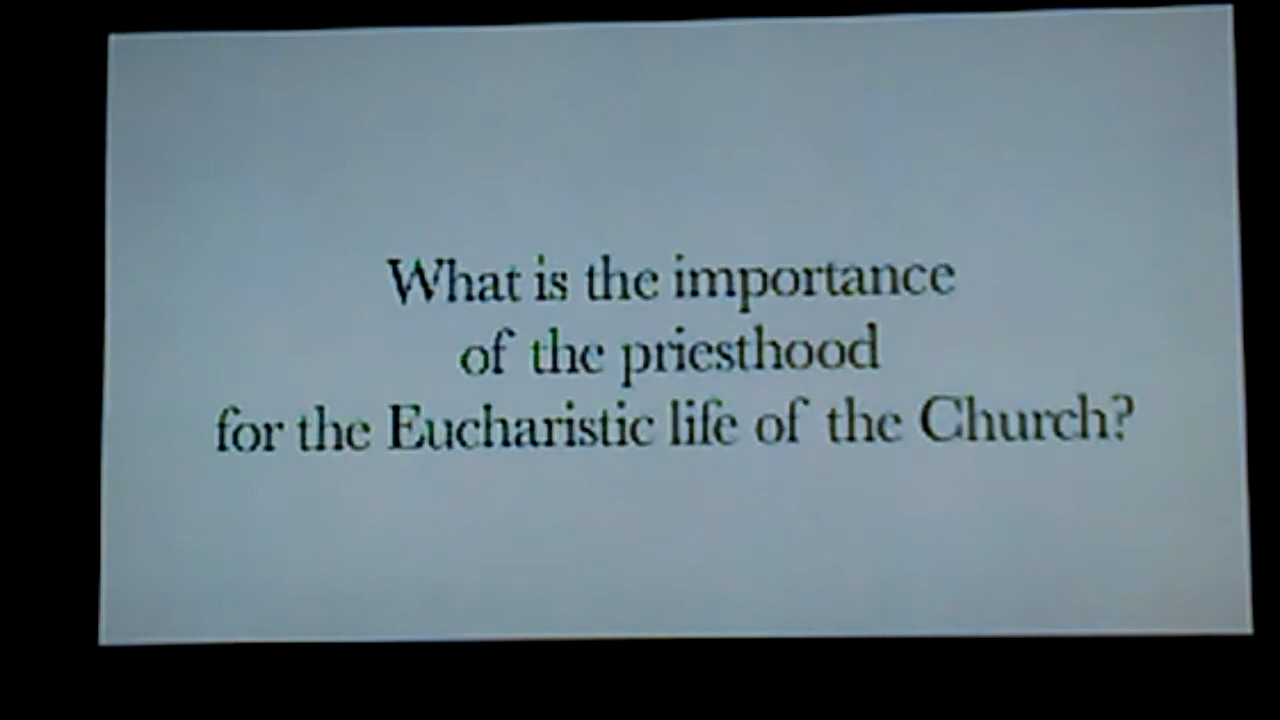 What is the importance
of the priesthood
for the Eucharistic life of the Church?